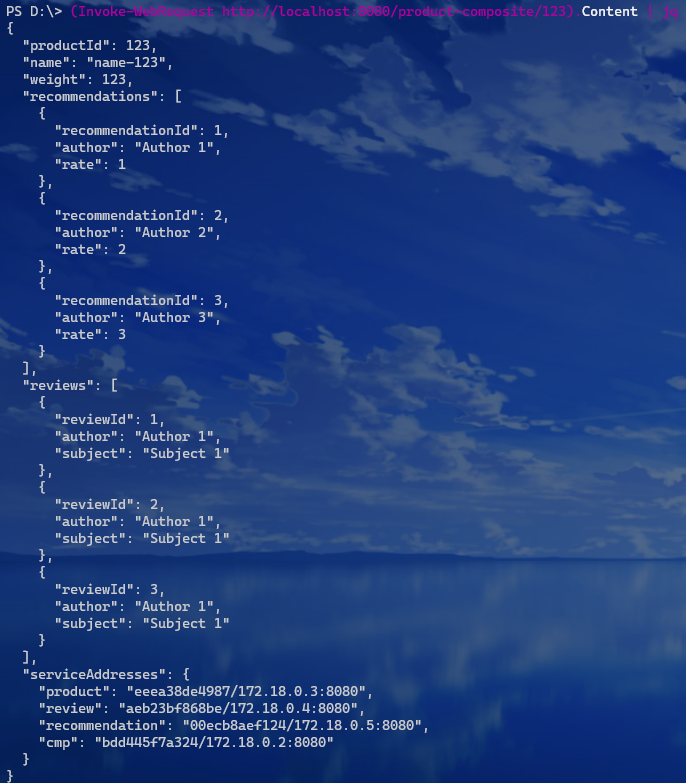 PS D:\> (Invoke-WebRequest http://localhost:8080/product-composite/123).Content | jq
{
"productId": 123,
"name": "name-123",
"weight": 123,
"recommendations": [
{
"recommendationId": 1,
"author": "Author 1",
"rate": 1
},
{
"recommendationId": 2,
"author": "Author 2",
"rate": 2
},
{
"recommendationId": 3,
"author": "Author 3",
"rate": 3
}
],
"reviews": [
{
"reviewId": 1,
"author": "Author 1",
"subject": "Subject 1"
},
{
"reviewId": 2,
"author": "Author 1",
"subject": "Subject 1"
},
{
"reviewId": 3,
"author": "Author 1",
"subject": "Subject 1"
}
],
"serviceAddresses": {
"product": "eeea38de4987/172.18.0.3:8080",
"review": "aeb23bf868be/172.18.0.4:8080",
"recommendation": "00ecb8aef124/172.18.0.5:8080",
"cmp": "bdd445f7a324/172.18.0.2:8080"
}
}